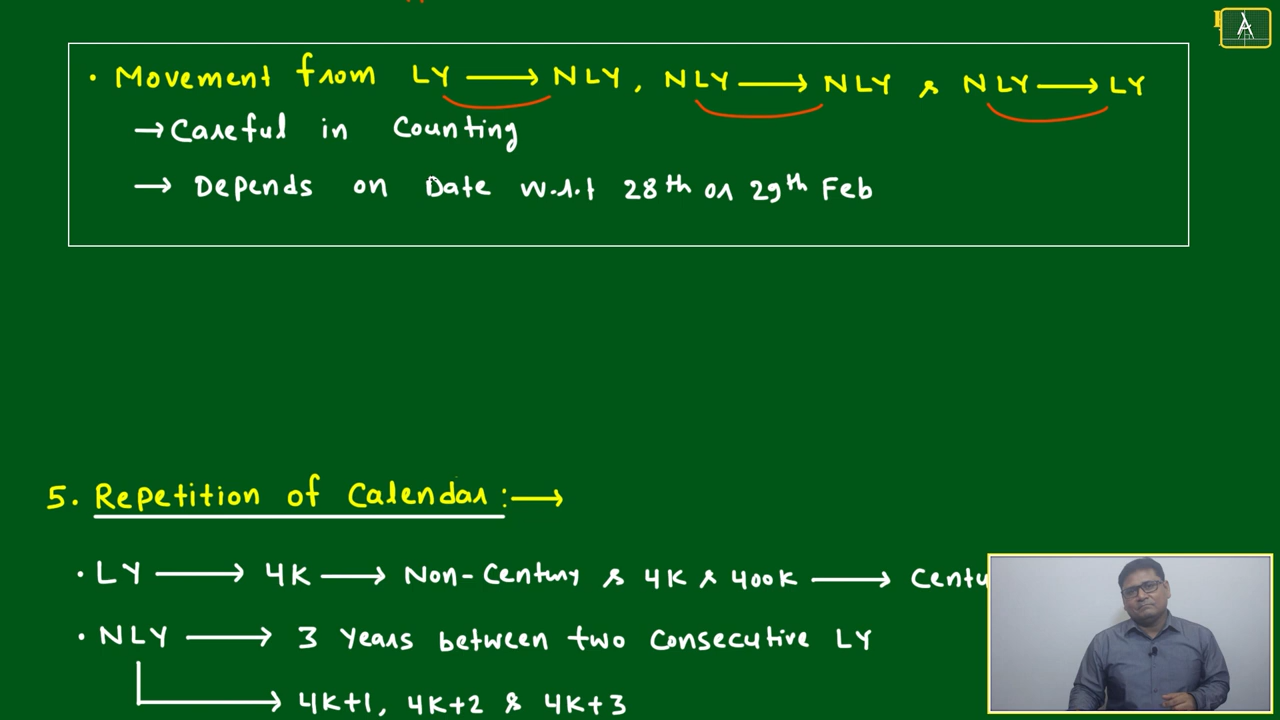 • Movement from LY → NLY, NLY → NLY & NLY → LY
→ Careful in Counting
→ Depends on Date w.r.t 28th or 29th Feb
5. Repetition of Calendar :→
• LY → 4K → Non-Century & 4K & 400K →
• NLY → 3 Years between two Consecutive LY
→ 4K+1, 4K+2 & 4K+3